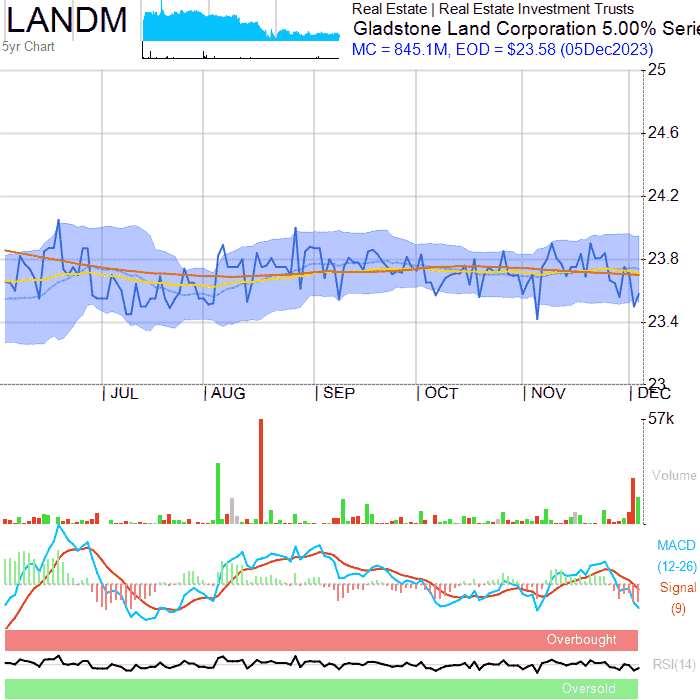 LANDM
5yr Chart
Real Estate | Real Estate Investment Trusts
Gladstone Land Corporation 5.00% Serie
MC = 845.1M, EOD = $23.58 (05Dec2023)
25
24.6
24.2
23.8
23.4
23
JUL
AUG
SEP
OCT
NOV
DEC
57k
Volume
MACD
(12-26)
Signal
(9)
Overbought
RSI(14)
Oversold